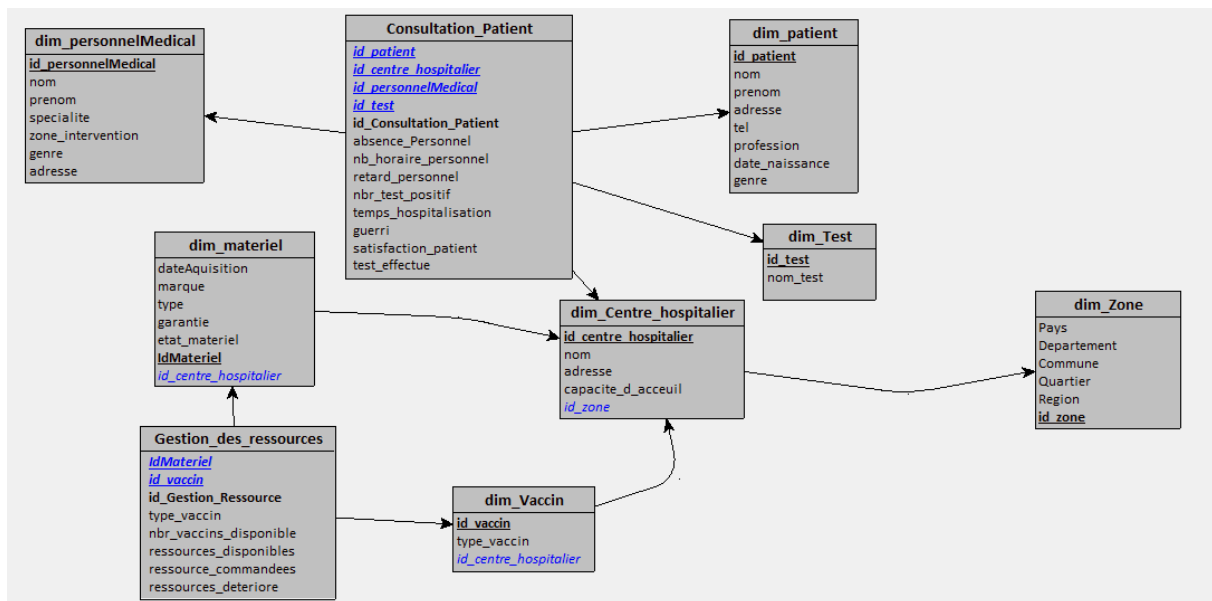 dim_personnelMedical
id_personnelMedical
nom
prenom
specialite
zone_intervention
genre
adresse
Consultation_Patient
id_patient
id_centre_hospitalier
id_personnelMedical
id_test
id_Consultation_Patient
absence_Personnel
nb_horaire_personnel
retard_personnel
nbr_test_positif
temps_hospitalisation
guerri
satisfaction_patient
test_effectue
dim_patient
id_patient
nom
prenom
adresse
tel
profession
date_naissance
genre
dim_Test
id_test
nom_test
dim_materiel
dateAquisition
marque
type
garantie
etat_materiel
IdMateriel
id_centre_hospitalier
dim_Centre_hospitalier
id_centre_hospitalier
nom
adresse
capacite_d_acceuil
id_zone
dim_Zone
Pays
Departement
Commune
Quartier
Region
id_zone
Gestion_des_ressources
IdMateriel
id_vaccin
id_Gestion_Ressource
type_vaccin
nbr_vaccins_disponible
ressources_disponibles
ressource_commandees
ressources_deteriore
dim_Vaccin
id_vaccin
type_vaccin
id_centre_hospitalier